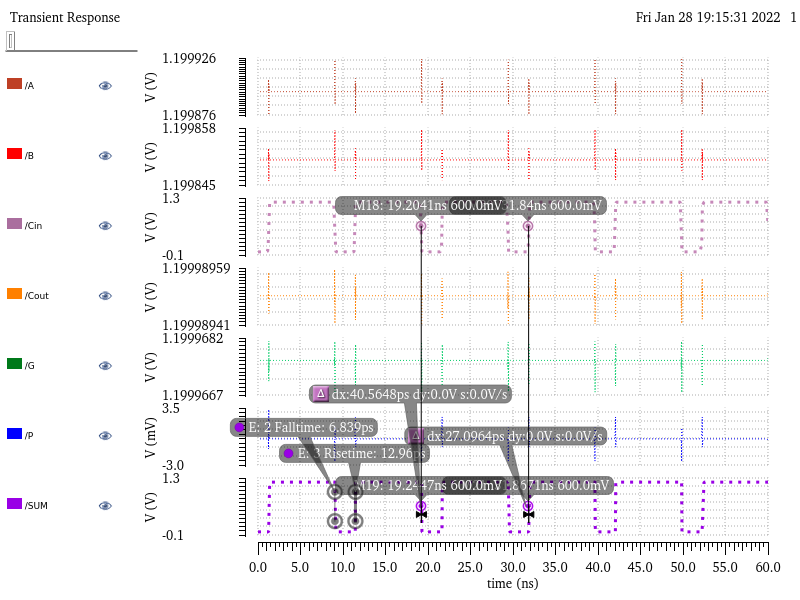 Transient Response
Fri Jan 28 19:15:31 2022 1
/A
V (V)
1.199926
1.199876
/B
V (V)
1.199858
1.199845
/Cin
V (V)
1.3
-0.1
M18: 19.2041ns 600.0mV
1.84ns 600.0mV
/Cout
V (V)
1.19998959
1.19998941
/G
V (V)
1.1999682
1.1999667
Δ dx:40.5648ps dy:0.0V s:0.0V/s
/P
V (mV)
3.5
-3.0
E: 2 Falltime: 6.839ps
Δ dx:27.0964ps dy:0.0V s:0.0V/s
E: 3 Risetime: 12.96ps
/SUM
V (V)
1.3
-0.1
19: 19.2447ns 600.0mV
8671ns 600.0mV
0.0 5.0 10.0 15.0 20.0 25.0 30.0 35.0 40.0 45.0 50.0 55.0 60.0
time (ns)